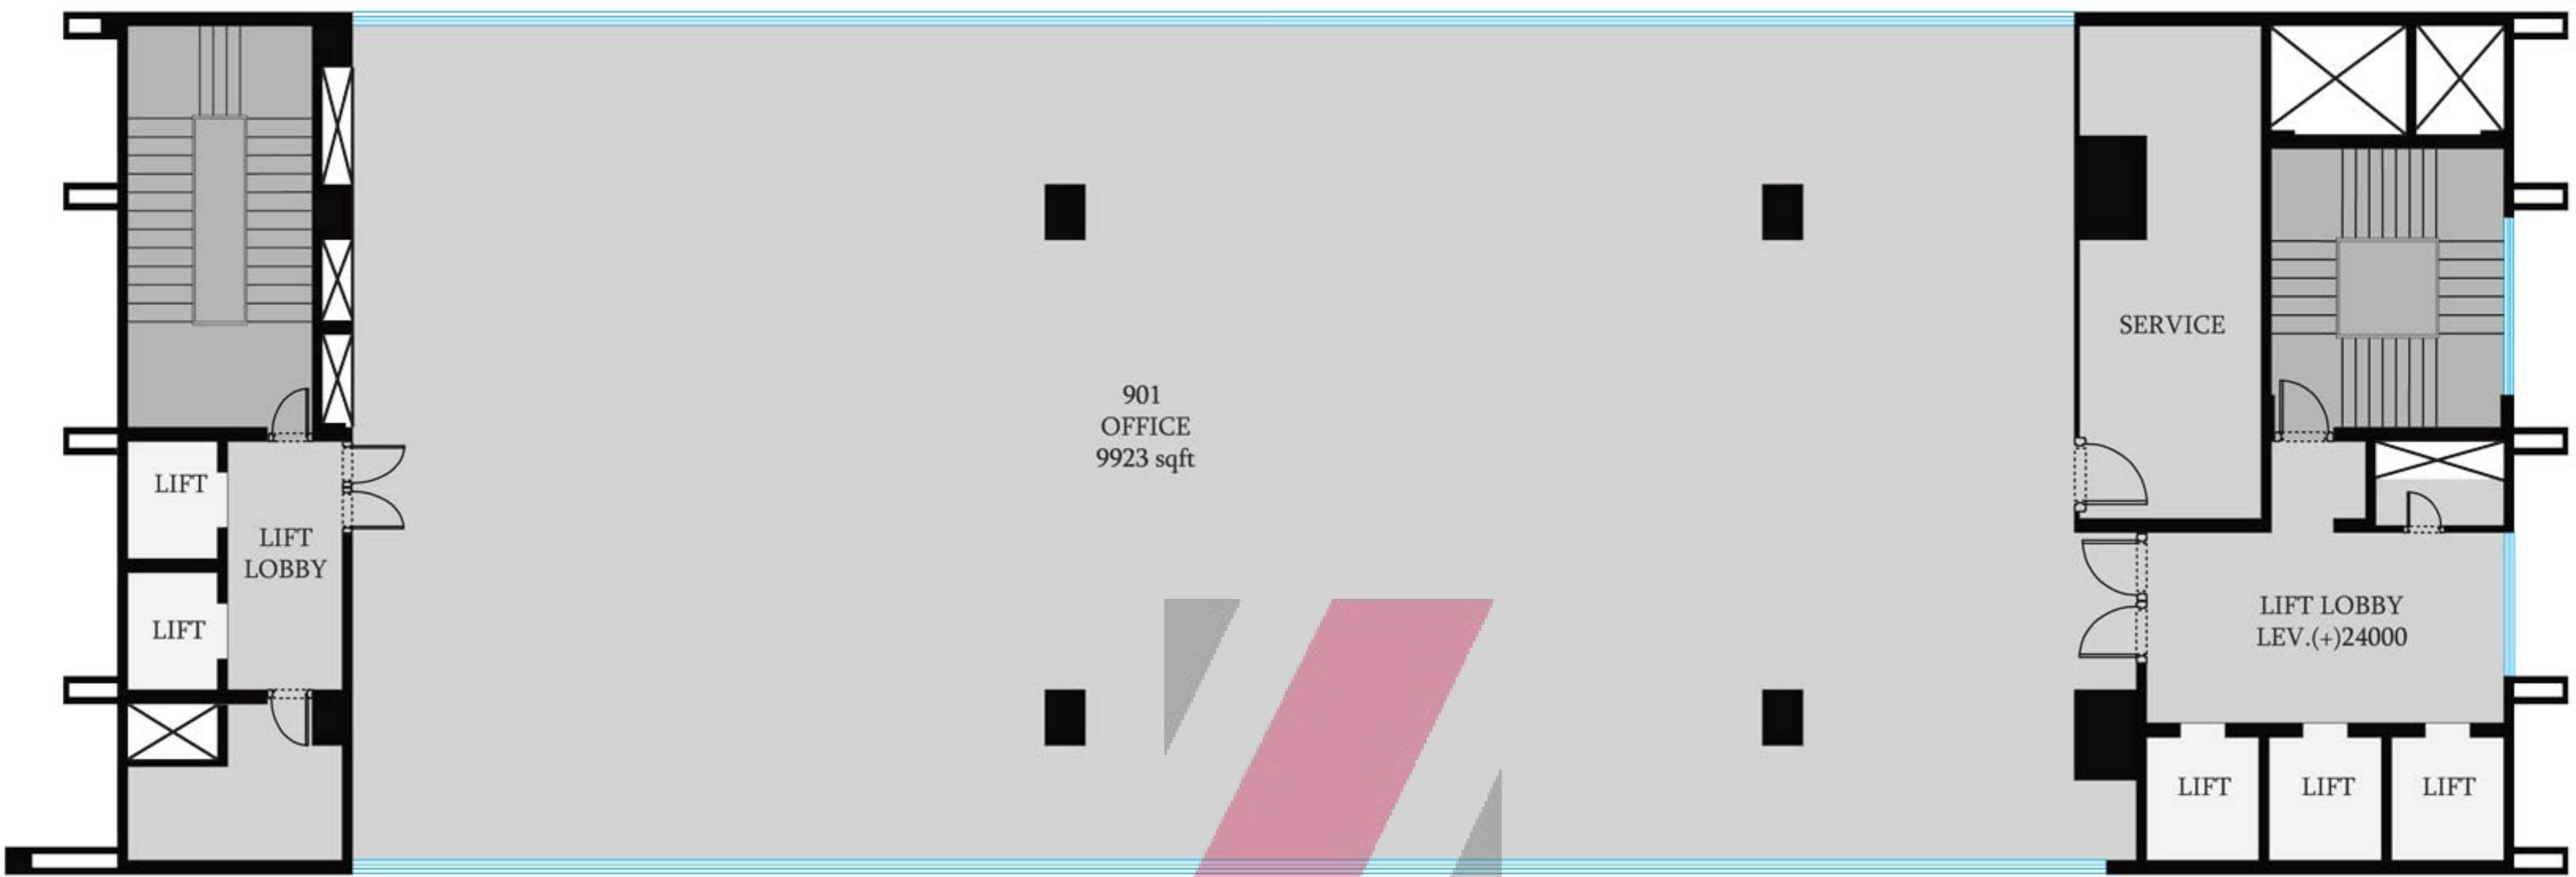 SERVICE
901
OFFICE
9923 sqft
LIFT
LIFT
LOBBY
LIFT
LIFT LOBBY
LEV.(+)24000
LIFT
LIFT
LIFT